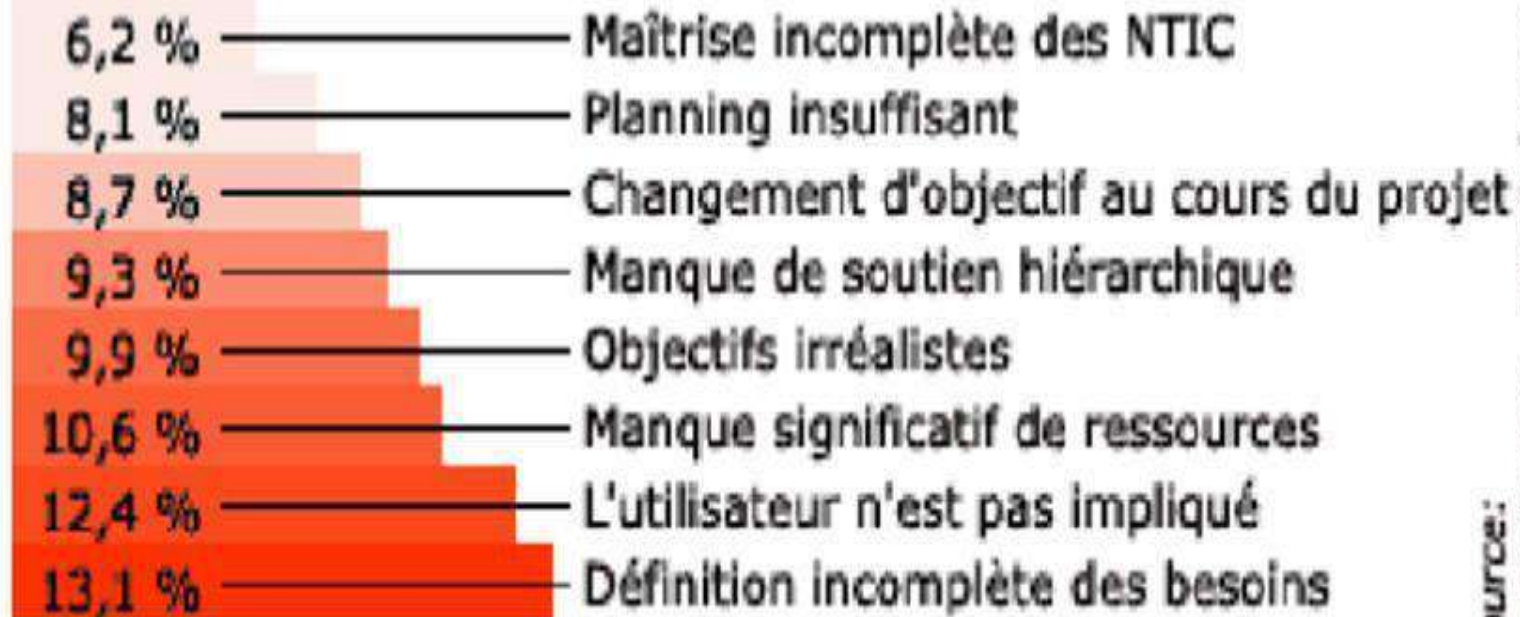 6,2 % Maîtrise incomplète des NTIC
8,1 % Planning insuffisant
8,7 % Changement d'objectif au cours du projet
9,3 % Manque de soutien hiérarchique
9,9 % Objectifs irréalistes
10,6 % Manque significatif de ressources
12,4 % L'utilisateur n'est pas impliqué
13,1 % Définition incomplète des besoins